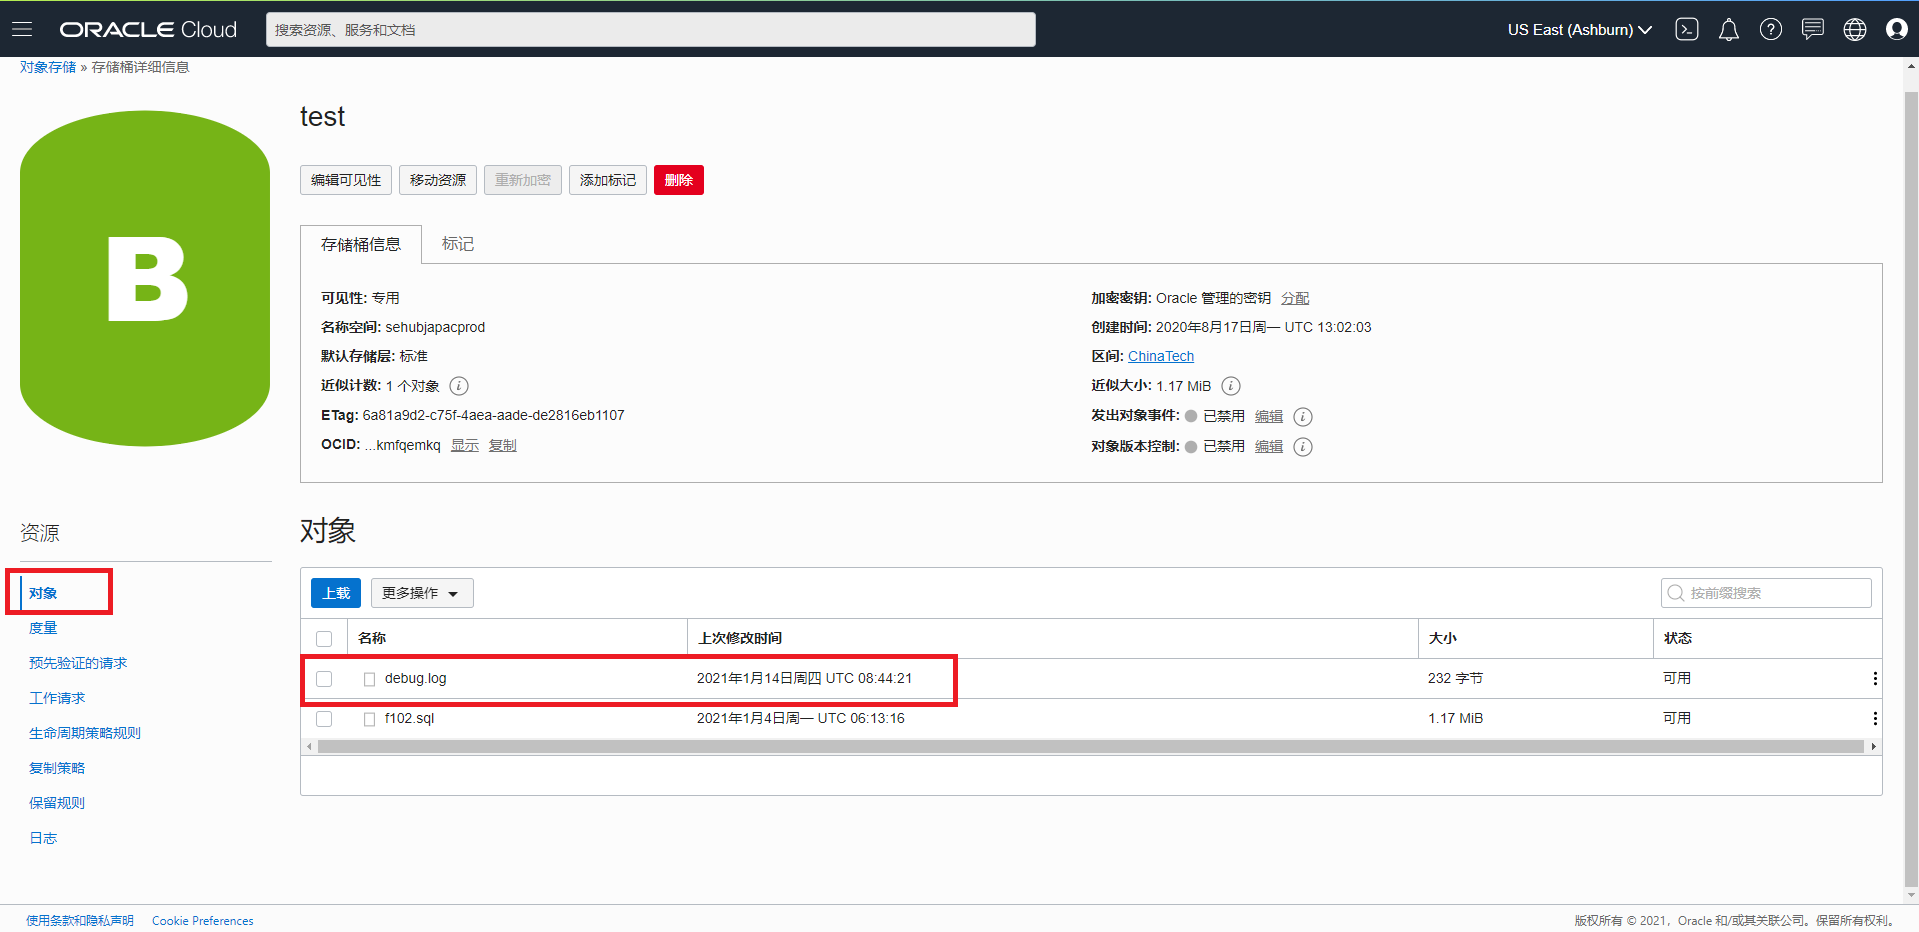 ORACLE Cloud
搜索资源、服务和文档
US East (Ashburn)
对象存储 » 存储桶详细信息
B
test
编辑可见性 移动资源 重新加密 添加标记 删除
存储桶信息 标记
可见性: 专用
名称空间: sehubjapacprod
默认存储层: 标准
近似计数: 1 个对象
ETag: 6a81a9d2-c75f-4aea-aade-de2816eb1107
OCID: ...kmfqemkq 显示 复制
加密密钥: Oracle 管理的密钥 分配
创建时间: 2020年8月17日周一 UTC 13:02:03
区间: ChinaTech
近似大小: 1.17 MiB
发出对象事件: 已禁用 编辑
对象版本控制: 已禁用 编辑
资源
对象
度量
预先验证的请求
工作请求
生命周期策略规则
复制策略
保留规则
日志
对象
上载 更多操作 按前缀搜索
名称 上次修改时间 大小 状态
debug.log 2021年1月14日周四 UTC 08:44:21 232 字节 可用
f102.sql 2021年1月4日周一 UTC 06:13:16 1.17 MiB 可用
使用条款和隐私声明 Cookie Preferences
版权所有 © 2021，Oracle 和/或其关联公司。保留所有权利。